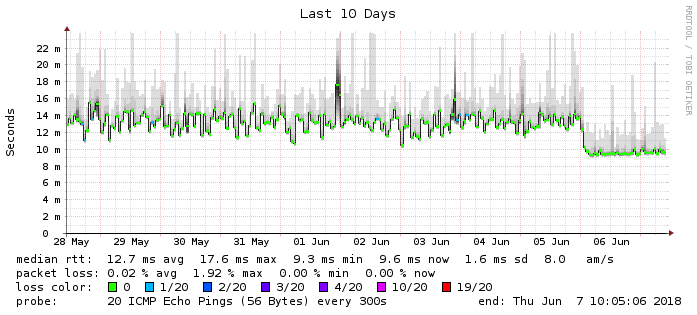 Last 10 Days
RRDTOOL / TOBI OETIKER
Seconds
22 m
20 m
18 m
16 m
14 m
12 m
10 m
8 m
6 m
4 m
2 m
0
28 May 29 May 30 May 31 May 01 Jun 02 Jun 03 Jun 04 Jun 05 Jun 06 Jun
median rtt: 12.7 ms avg 17.6 ms max 9.3 ms min 9.6 ms now 1.6 ms sd 8.0 am/s
packet loss: 0.02 % avg 1.92 % max 0.00 % min 0.00 % now
loss color: 0 1/20 2/20 3/20 4/20 10/20 19/20
probe: 20 ICMP Echo Pings (56 Bytes) every 300s end: Thu Jun 7 10:05:06 2018